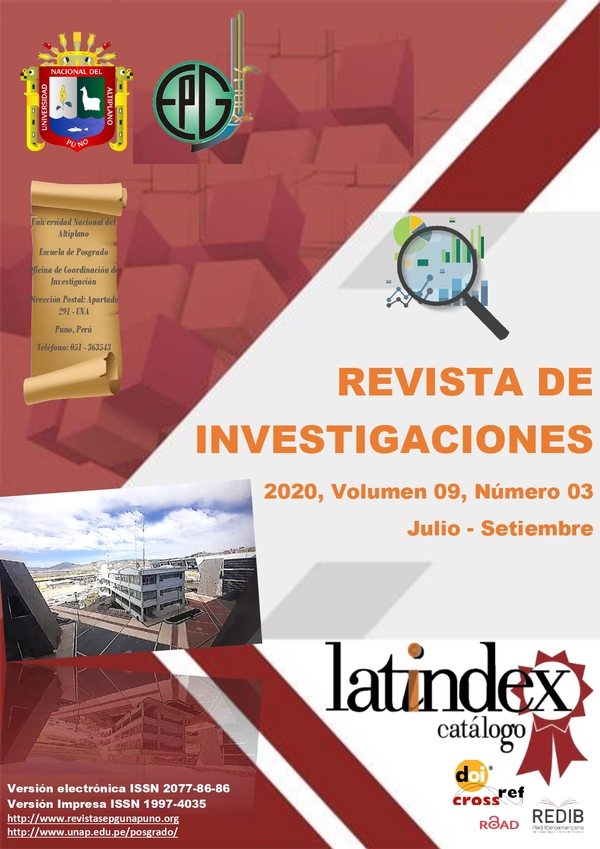 UNIVERSIDAD
NACIONAL DEL
ALTIPLANO
PUNO
EPG
Universidad Nacional del
Altiplano
Escuela de Posgrado
Oficina de Coordinación de
Investigación
Dirección Postal: Apartado
291 - UNA
Puno, Perú
Teléfono: 051 - 363543
REVISTA DE
INVESTIGACIONES
2020, Volumen 09, Número 03
Julio - Setiembre
latindex
catálogo
doi®
cross ref
ROAD
REDIB
Versión electrónica ISSN 2077-86-86
Versión Impresa ISSN 1997-4035
http://www.revistasepgunapuno.org
http://www.unap.edu.pe/posgrado/